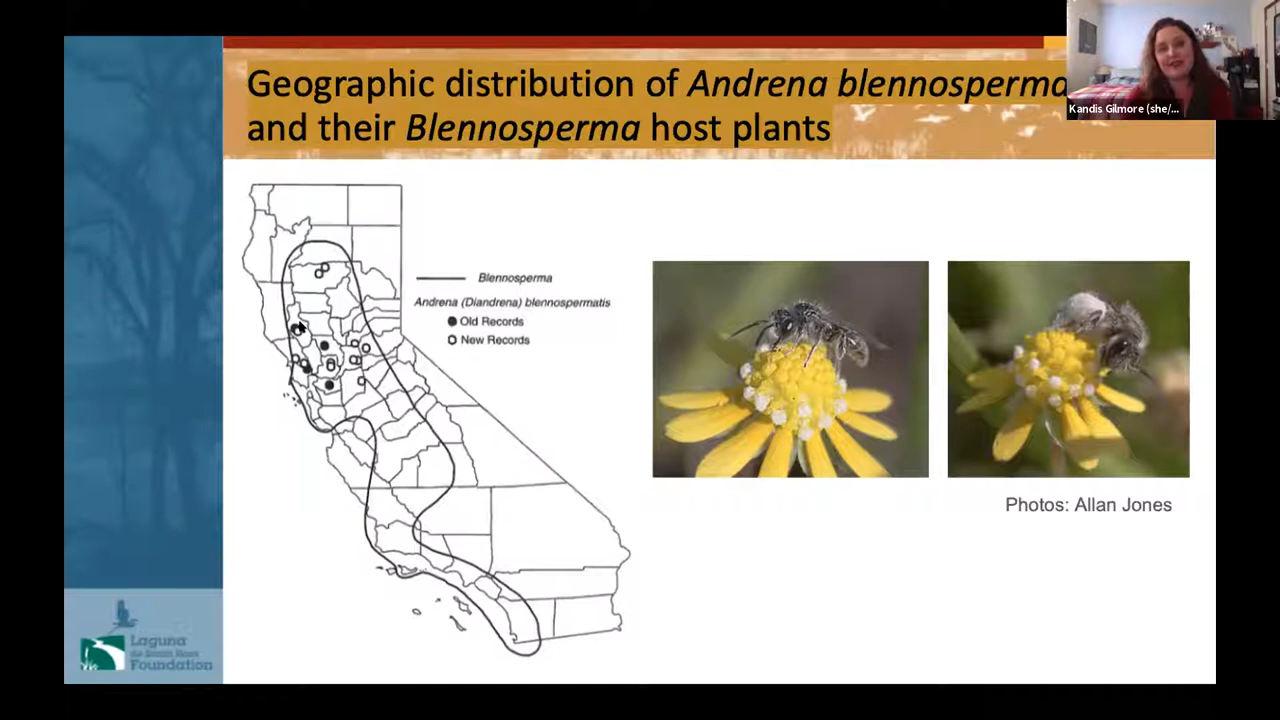 Geographic distribution of Andrena blennosperma
and their Blennosperma host plants
Kandis Gilmore (she/...
Blennosperma
Andrena (Diandrena) blennospermatis
Old Records
New Records
Photos: Allan Jones
Laguna
de Santa Rosa
Foundation